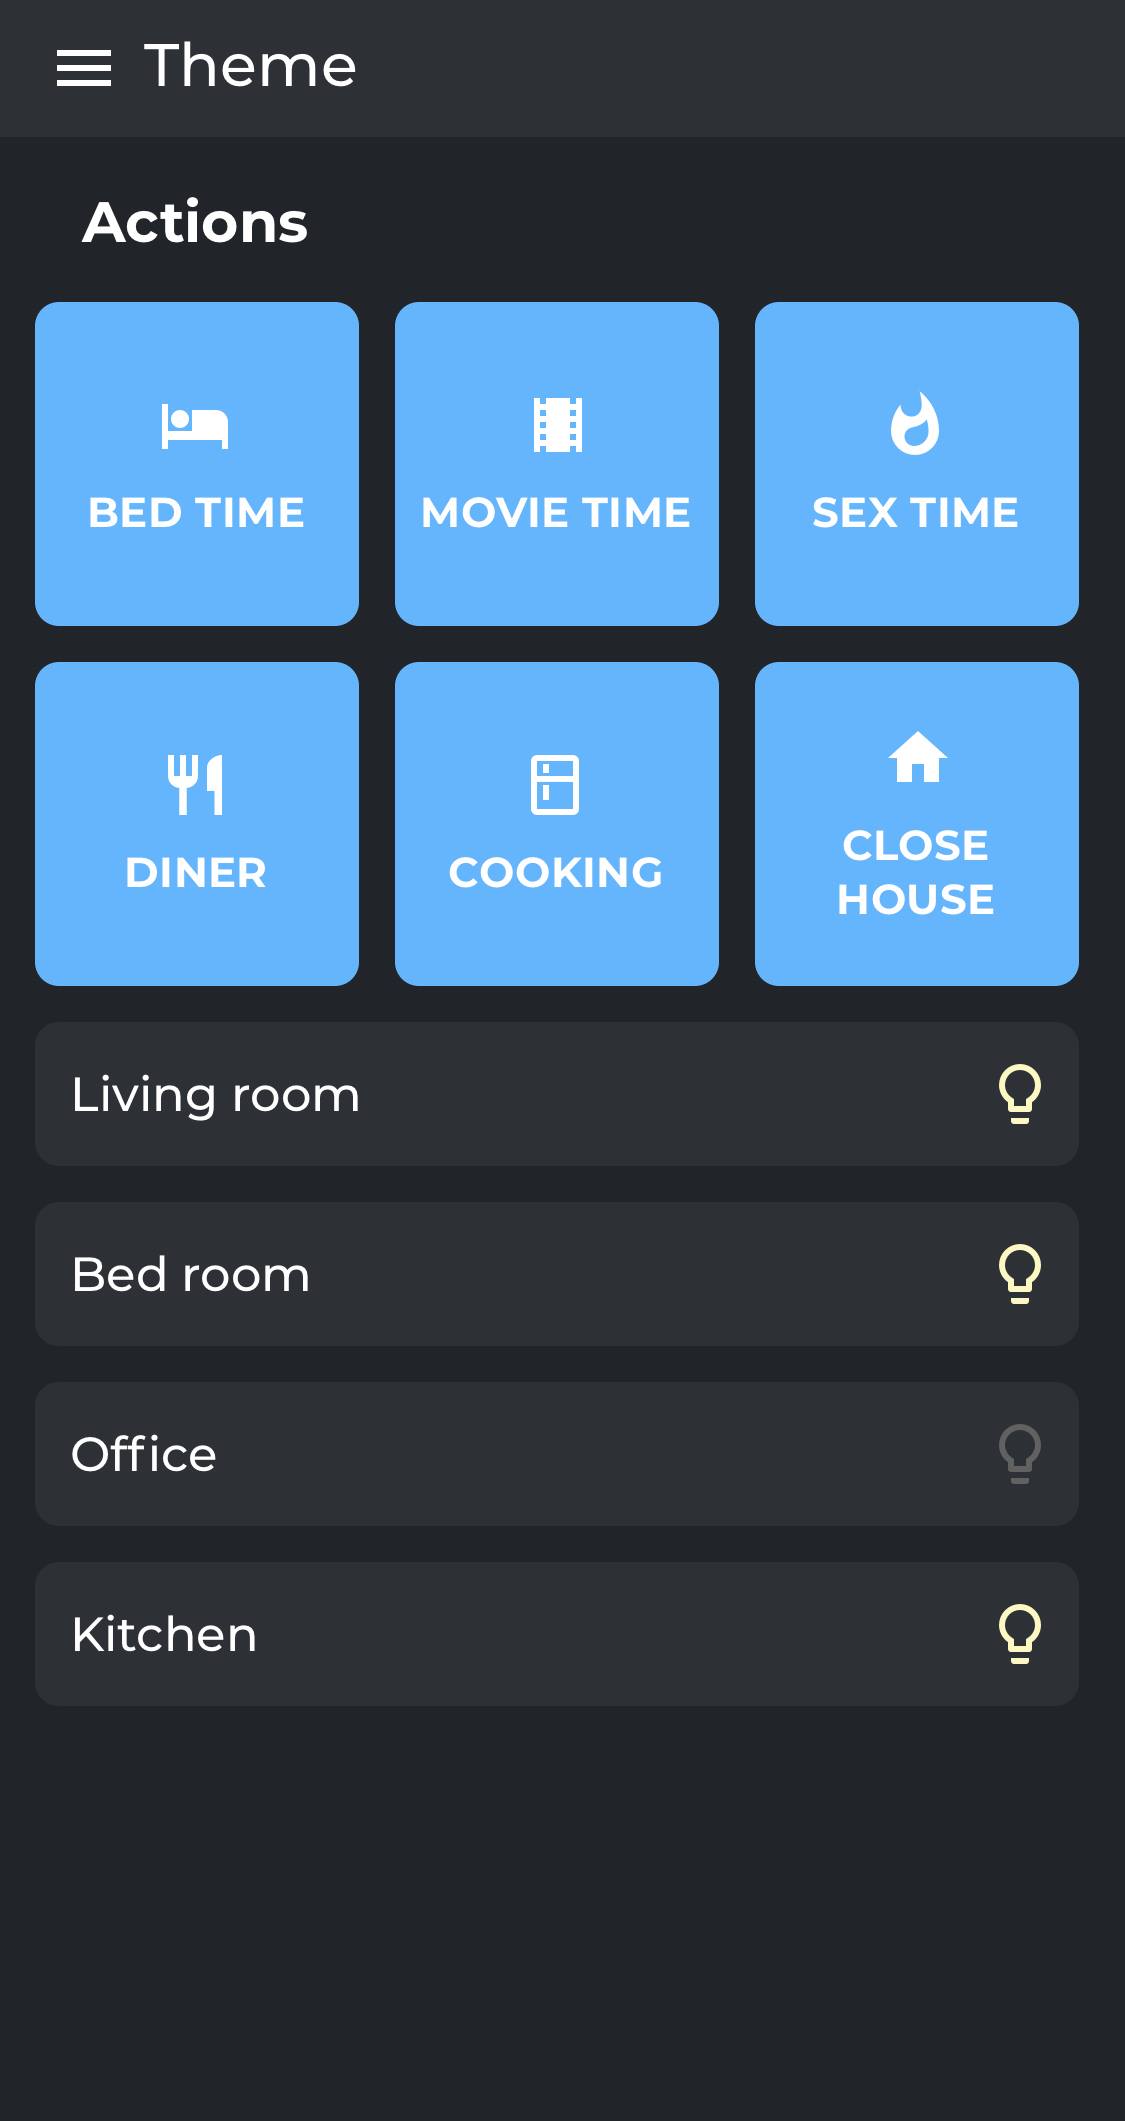 Theme
Actions
BED TIME
MOVIE TIME
SEX TIME
DINER
COOKING
CLOSE
HOUSE
Living room
Bed room
Office
Kitchen